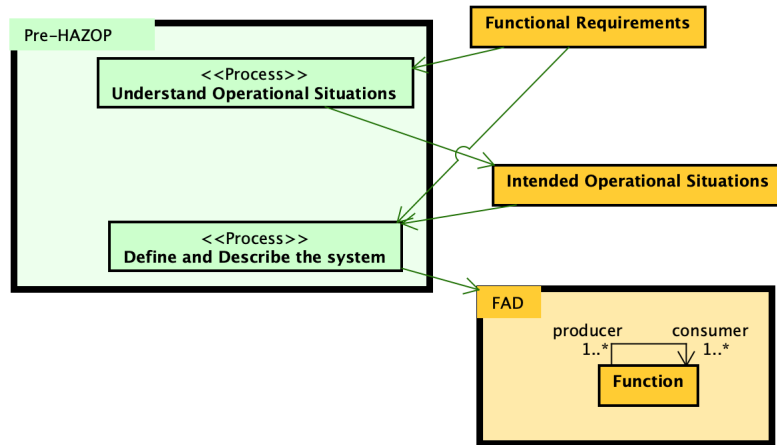 Pre-HAZOP
Functional Requirements
<<Process>>
Understand Operational Situations
Intended Operational Situations
<<Process>>
Define and Describe the system
FAD
producer consumer
1..* 1..*
Function